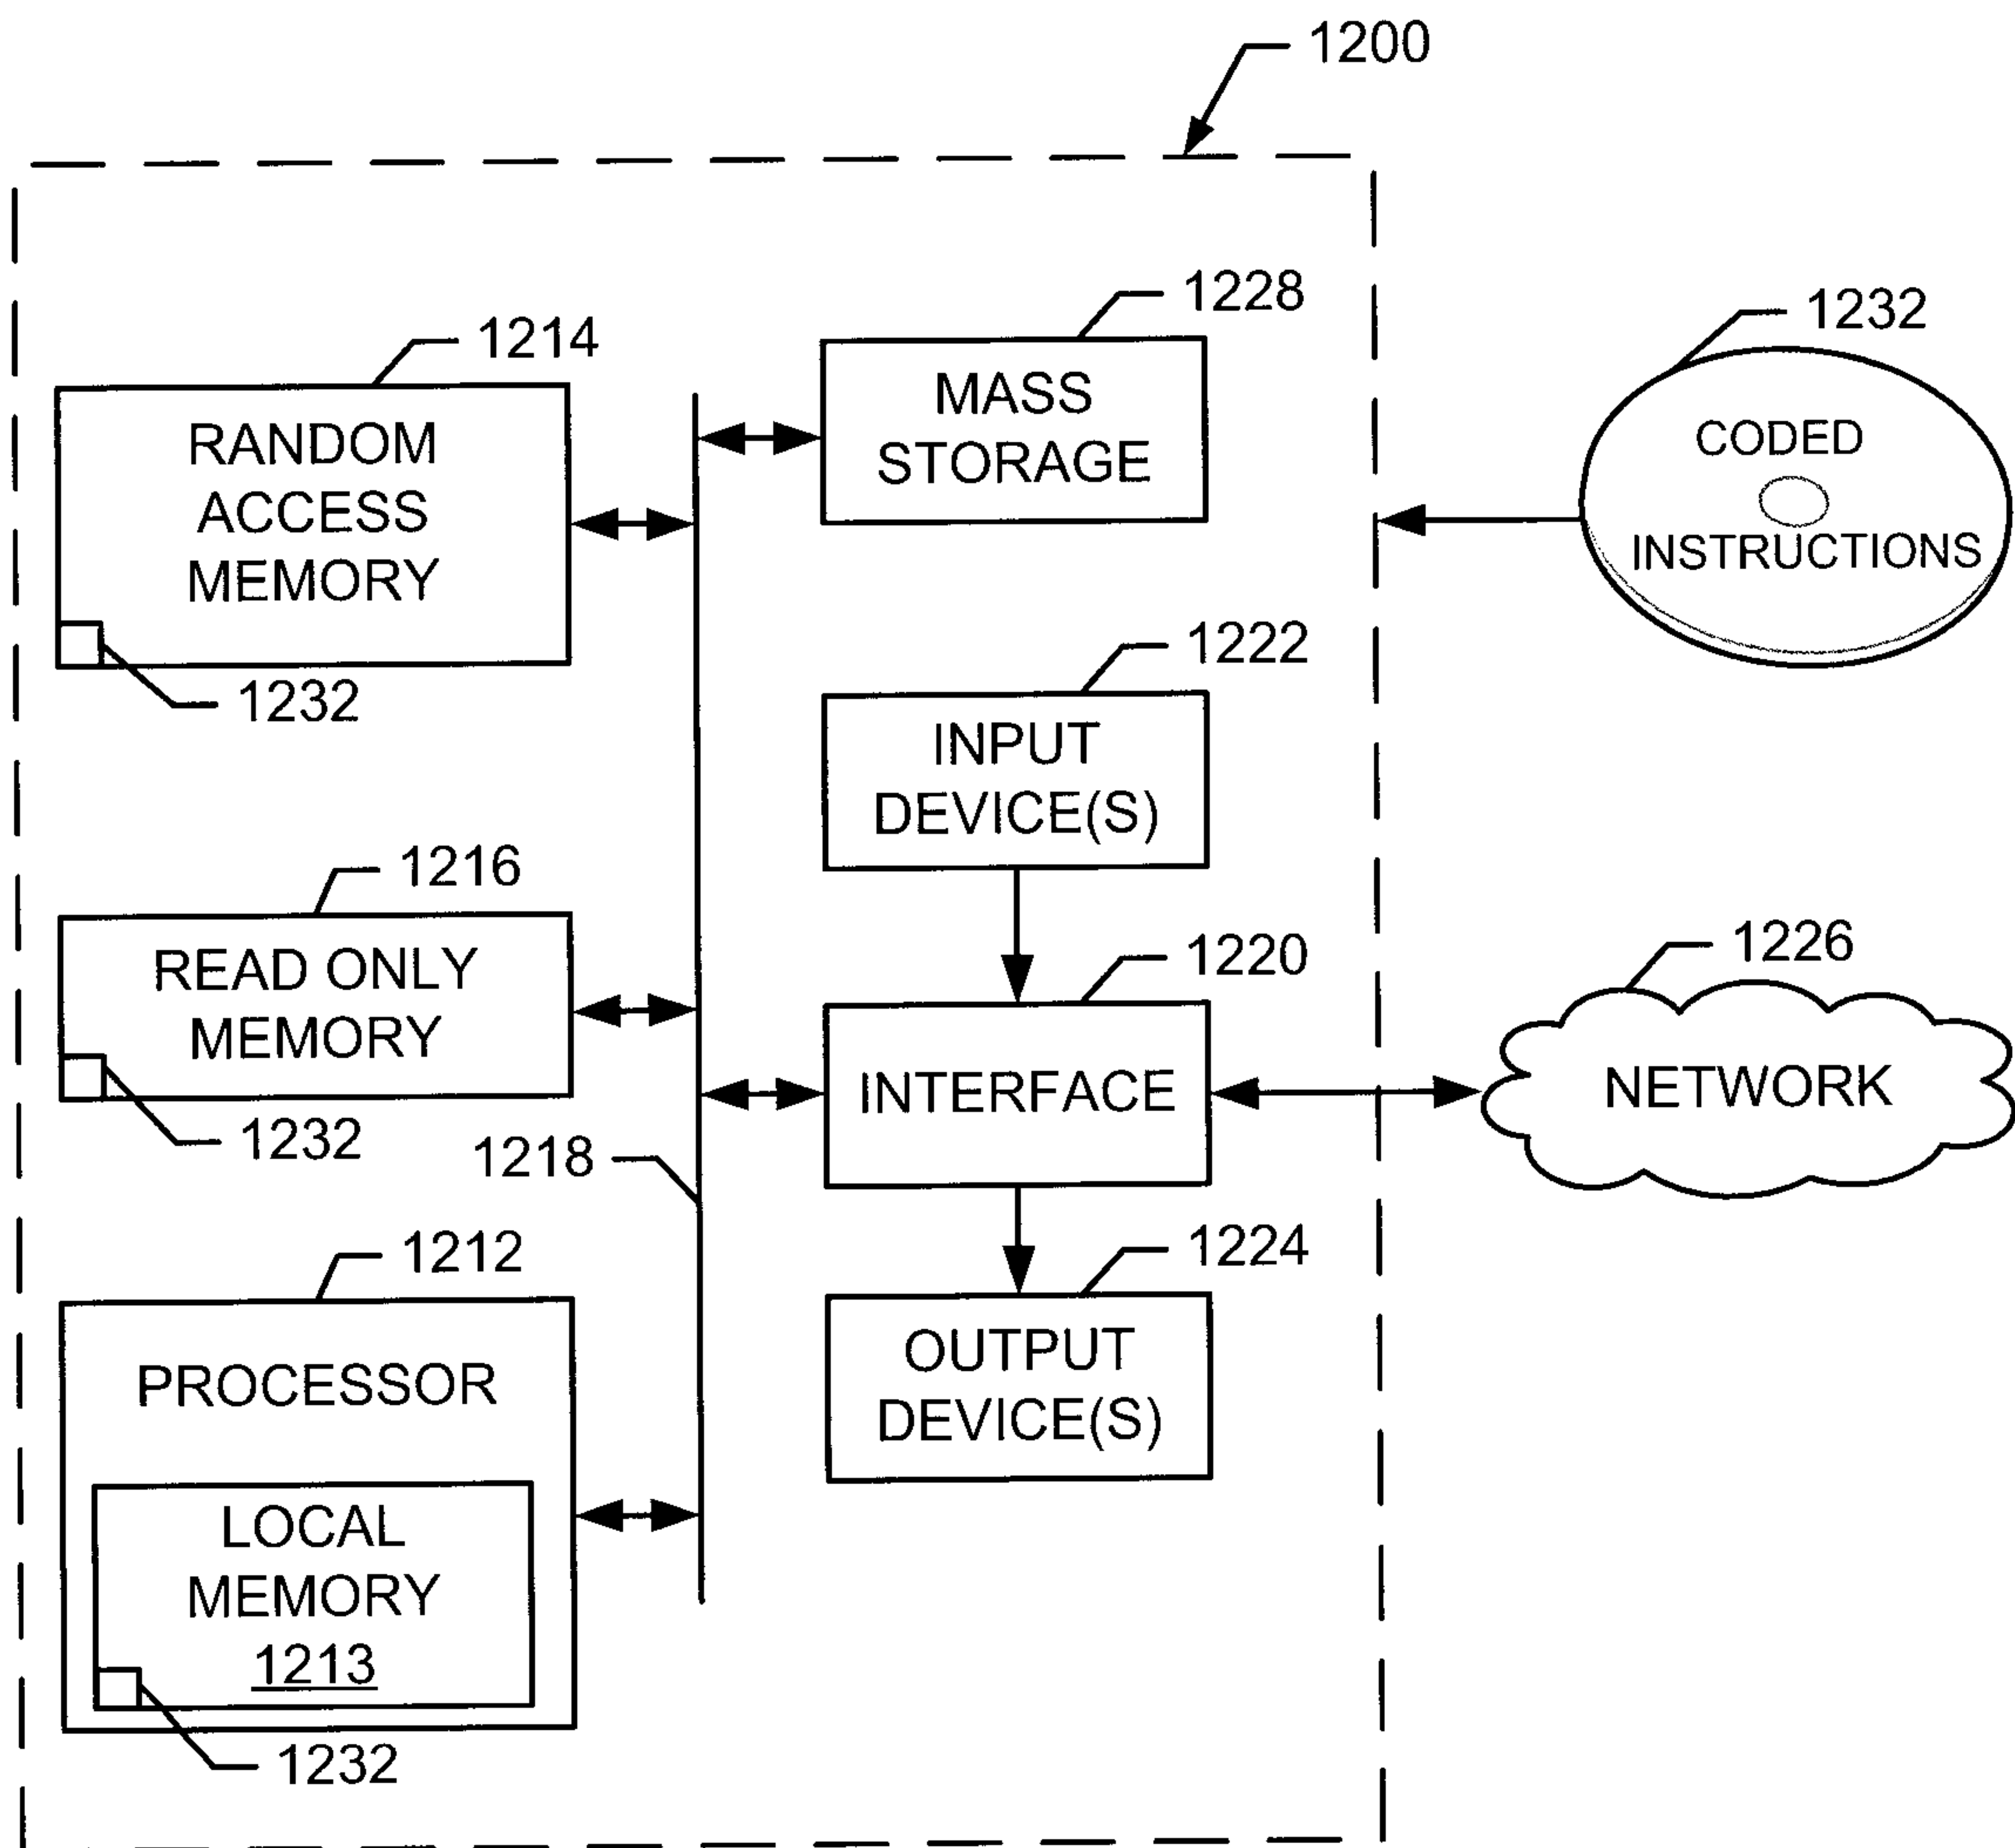 1200
1228
MASS
STORAGE
1214
RANDOM
ACCESS
MEMORY
1232
1232
CODED
INSTRUCTIONS
1222
INPUT
DEVICE(S)
1216
READ ONLY
MEMORY
1232
1220
INTERFACE
1226
NETWORK
1218
1212
PROCESSOR
LOCAL
MEMORY
1213
1232
1224
OUTPUT
DEVICE(S)